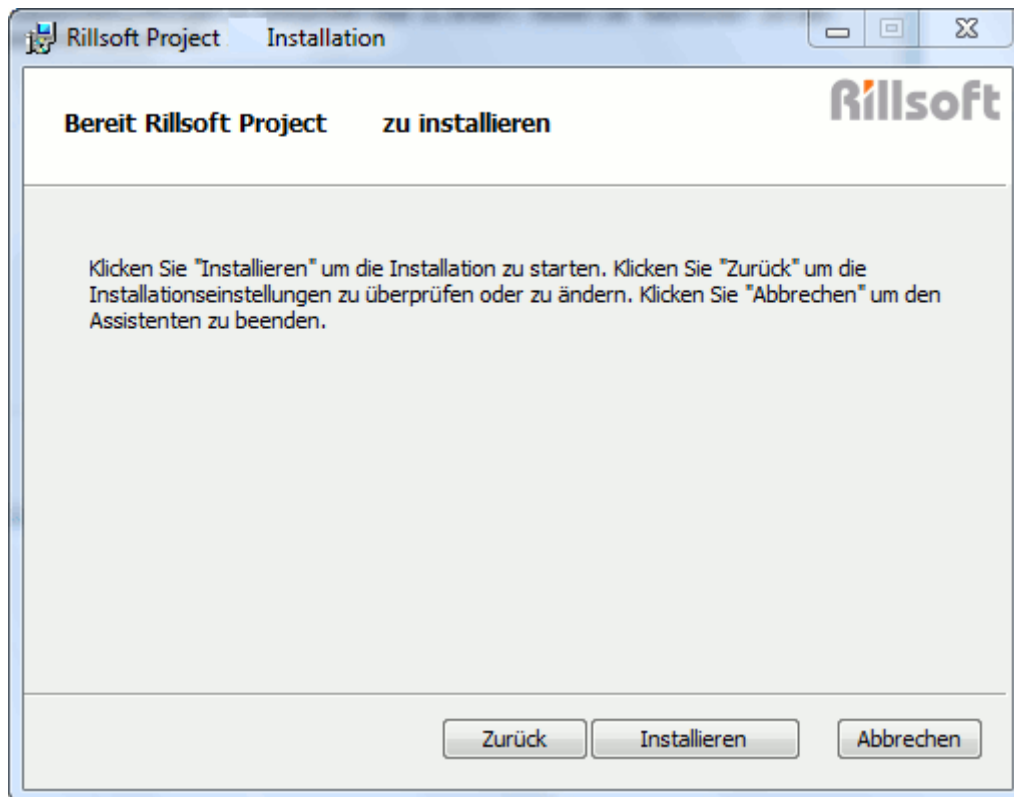 Rillsoft Project Installation
Rillsoft
Bereit Rillsoft Project zu installieren
Klicken Sie "Installieren" um die Installation zu starten. Klicken Sie "Zurück" um die
Installationseinstellungen zu überprüfen oder zu ändern. Klicken Sie "Abbrechen" um den
Assistenten zu beenden.
Zurück Installieren Abbrechen